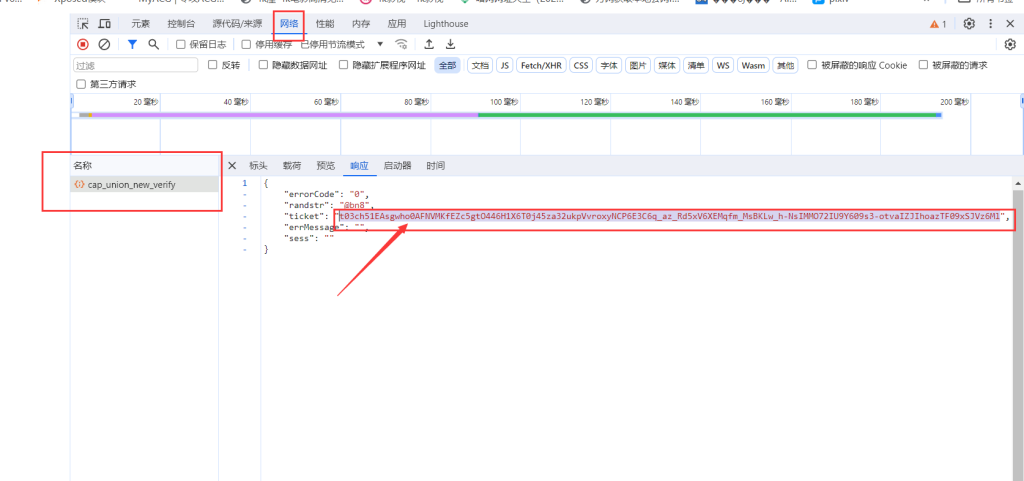 元素 控制台 源代码/来源 网络 性能 内存 应用 Lighthouse 1
保留日志 停用缓存 已停用节流模式
过滤 反转 隐藏数据网址 隐藏扩展程序网址 全部 文档 JS Fetch/XHR CSS 字体 图片 媒体 清单 WS Wasm 其他 被屏蔽的响应 Cookie 被屏蔽的请求
第三方请求
20 毫秒 40 毫秒 60 毫秒 80 毫秒 100 毫秒 120 毫秒 140 毫秒 160 毫秒 180 毫秒 200 毫秒
名称 标头 载荷 预览 响应 启动器 时间
cap_union_new_verify 1 {
- "errorCode": "0",
- "randstr": "@bn8",
- "ticket": "t03ch51EAsgwho0AFNVMKfEZc5gtO446H1X6T0j45za32ukpVvroxyNCP6E3C6q_az_Rd5xV6XEMqfm_MsBKLw_h-NsIMMO72IU9Y609s3-otvaIZ3IhoazTF09xSJVz6Ml",
- "errMessage": "",
- "sess": ""
- }